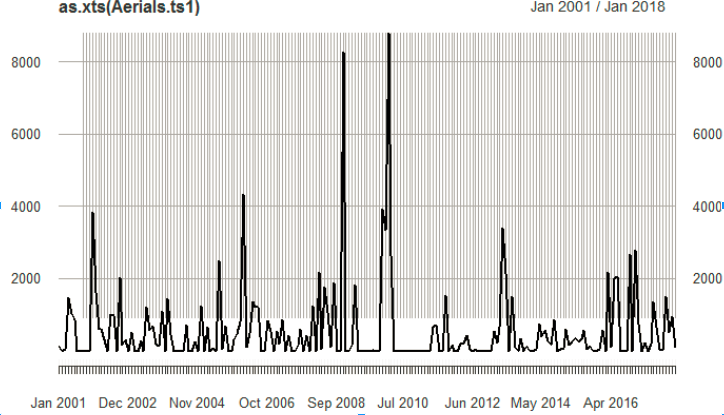 as.xts(Aerials.ts1) Jan 2001 / Jan 2018
8000 8000
6000 6000
4000 4000
2000 2000
Jan 2001 Dec 2002 Nov 2004 Oct 2006 Sep 2008 Jul 2010 Jun 2012 May 2014 Apr 2016